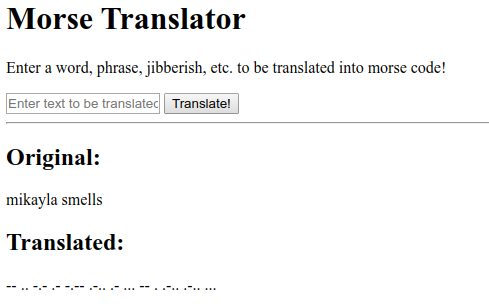 Morse Translator
Enter a word, phrase, jibberish, etc. to be translated into morse code!
Enter text to be translated Translate!
Original:
mikayla smells
Translated:
-- .. -.- .- -.-- .-.. .- ... -- . .-.. .-.. ...